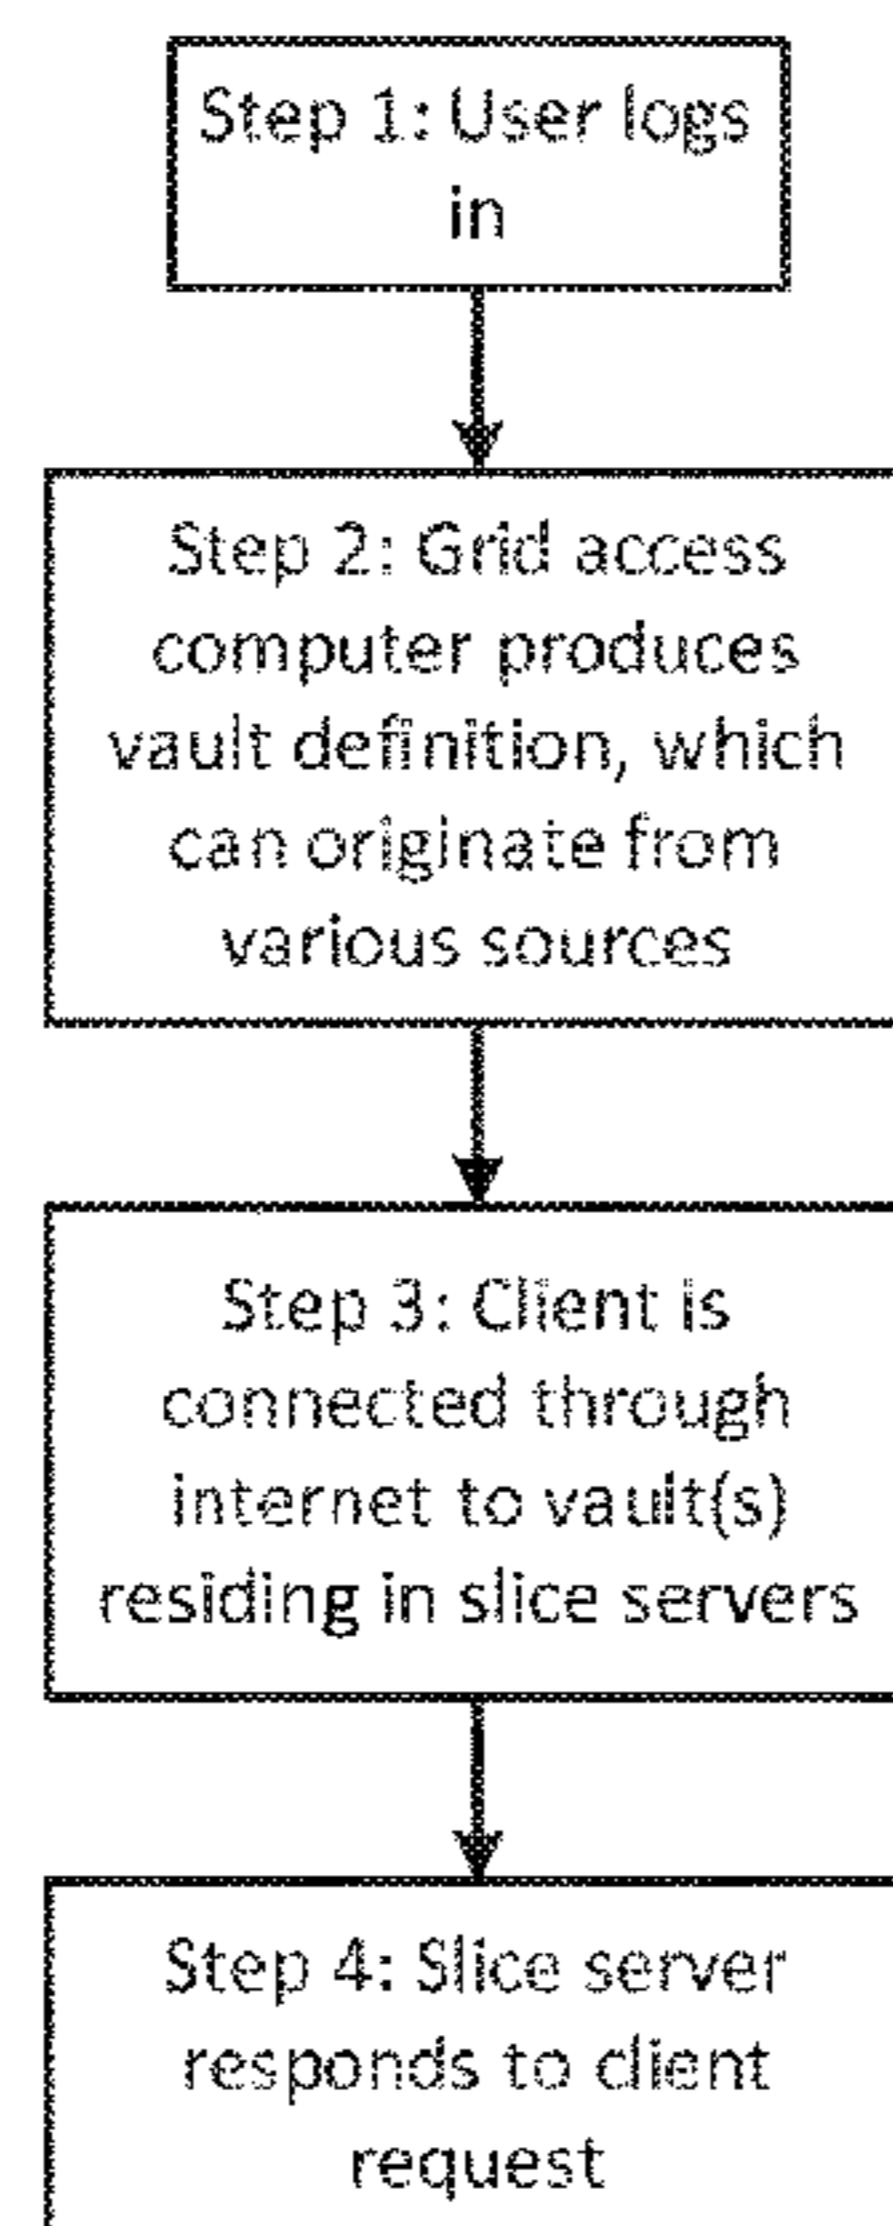 Step 1: User logs
in
Step 2: Grid access
computer produces
vault definition, which
can originate from
various sources
Step 3: Client is
connected through
internet to vault(s)
residing in slice servers
Step 4: Slice server
responds to client
request